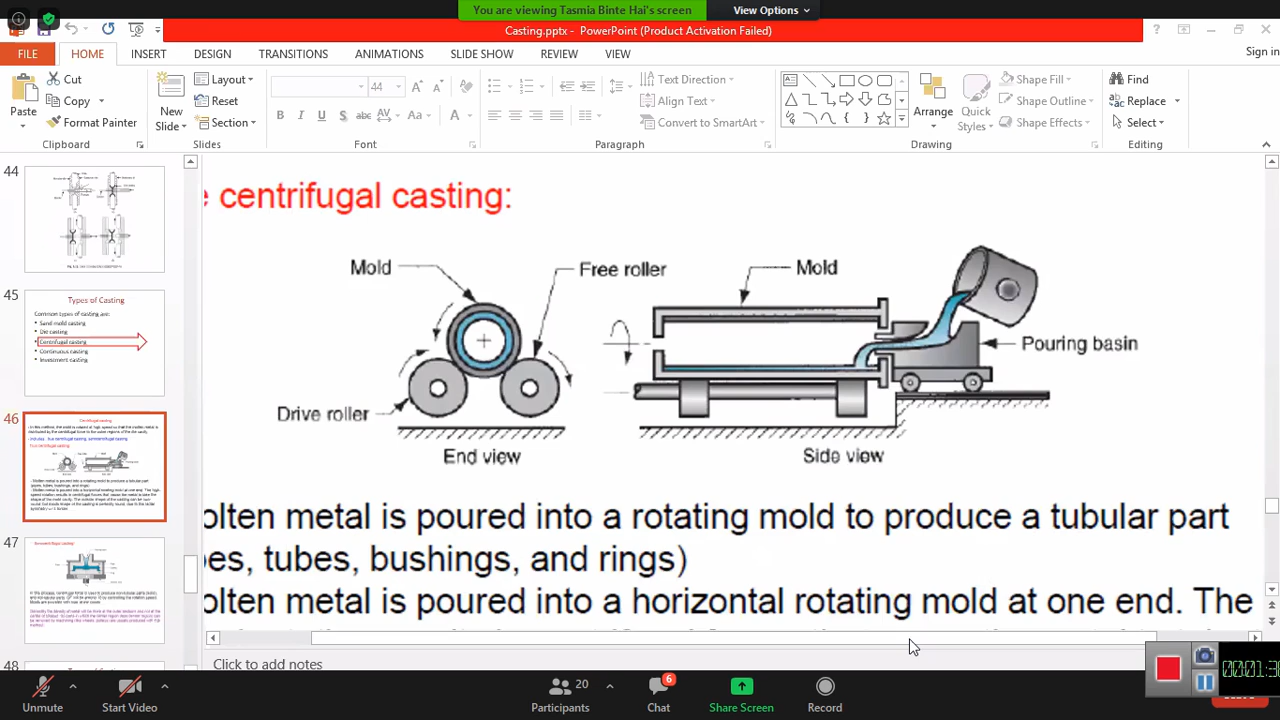 You are viewing Tasmia Binte Hai's screen
View Options
Casting.pptx - PowerPoint (Product Activation Failed)
FILE
HOME
INSERT
DESIGN
TRANSITIONS
ANIMATIONS
SLIDE SHOW
REVIEW
VIEW
Sign in
Paste
Cut
Copy
Format Painter
Clipboard
New Slide
Layout
Reset
Section
Slides
44
Font
Paragraph
Text Direction
Align Text
Convert to SmartArt
Arrange
Quick Styles
Shape Fill
Shape Outline
Shape Effects
Drawing
Find
Replace
Select
Editing
44
45
Types of Casting
Common types of casting are:
• Sand mold casting
• Die casting
• Centrifugal casting
• Continuous casting
• Investment casting
46
47
48
e centrifugal casting:
Mold
Free roller
Mold
Pouring basin
Drive roller
End view
Side view
olten metal is poured into a rotating mold to produce a tubular part
es, tubes, bushings, and rings)
olten metal is poured into a horizontal rotating mold at one end. The
Click to add notes
Unmute
Start Video
20
Participants
6
Chat
Share Screen
Record